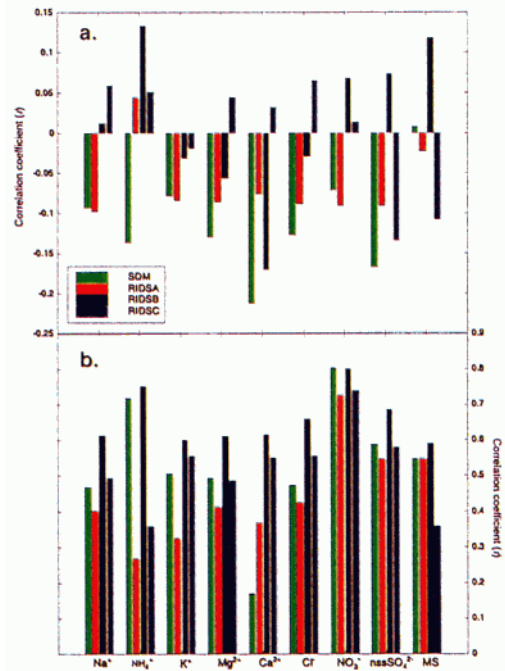 a.
0.15
0.1
0.05
0
-0.05
-0.1
-0.15
-0.2
-0.25
Correlation coefficient (r)
SDM
RIDSA
RIDSB
RIDSC
b.
0.9
0.8
0.7
0.6
0.5
0.4
0.3
0.2
0.1
0
Correlation coefficient (r)
Na⁺ NH₄⁺ K⁺ Mg²⁺ Ca²⁺ Cl⁻ NO₃⁻ nssSO₄²⁻ MS